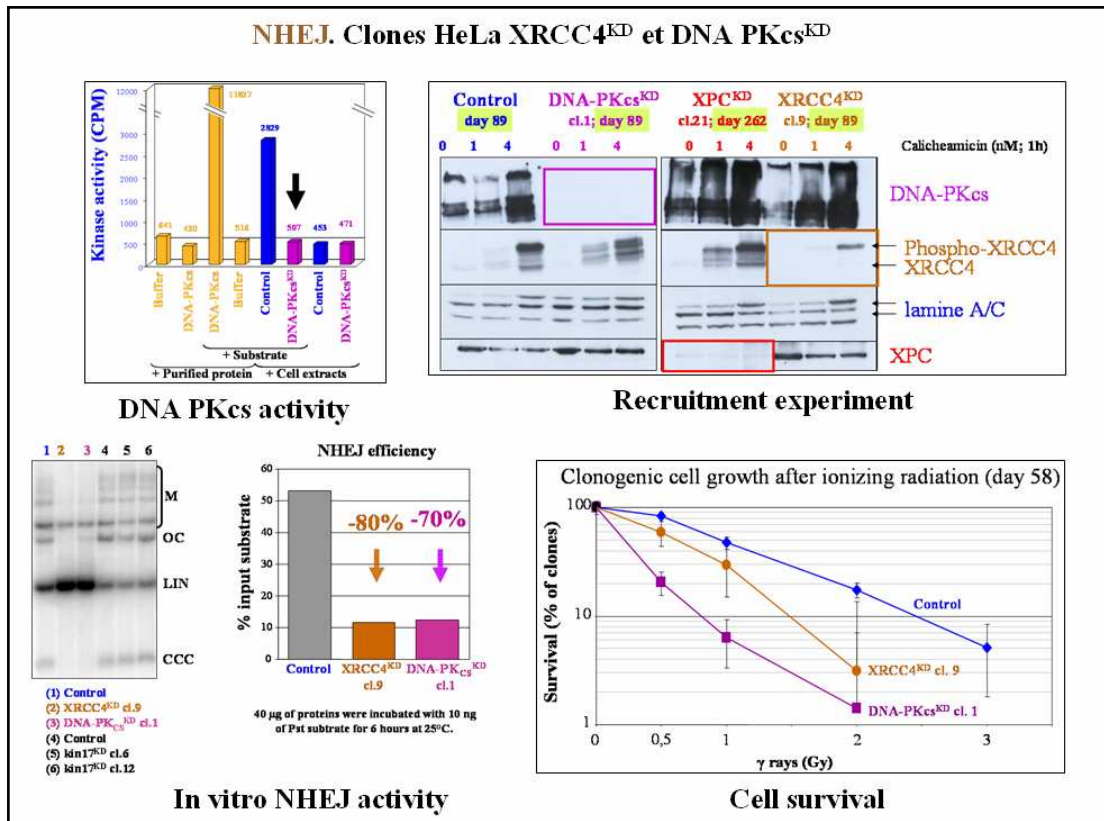 NHEJ. Clones HeLa XRCC4KD et DNA PKcsKD
Kinase activity (CPM)
12000
3000
2500
2000
1500
1000
500
0
641
420
11827
516
2829
507
453
471
Buffer
DNA-PKcs
DNA-PKcs
Buffer
Control
DNA-PKcsKD
Control
DNA-PKcsKD
+ Substrate
+ Purified protein
+ Cell extracts
DNA PKcs activity
Control
day 89
DNA-PKcsKD
cl.1; day 89
XPCKD
cl.21; day 262
XRCC4KD
cl.9; day 89
0 1 4 0 1 4 0 1 4 0 1 4
Calicheamicin (nM; 1h)
DNA-PKcs
Phospho-XRCC4
XRCC4
lamine A/C
XPC
Recruitment experiment
1 2 3 4 5 6
M
OC
LIN
CCC
(1) Control
(2) XRCC4KD cl.9
(3) DNA-PKCSKD cl.1
(4) Control
(5) kin17KD cl.6
(6) kin17KD cl.12
NHEJ efficiency
% input substrate
60
50
40
30
20
10
0
-80%
-70%
Control
XRCC4KD
cl.9
DNA-PKCSKD
cl.1
40 µg of proteins were incubated with 10 ng
of Pst subtrate for 6 hours at 25°C.
In vitro NHEJ activity
Clonogenic cell growth after ionizing radiation (day 58)
Survival (% of clones)
100
10
1
Control
XRCC4KD cl. 9
DNA-PKcsKD cl. 1
0
0,5
1
2
3
γ rays (Gy)
Cell survival